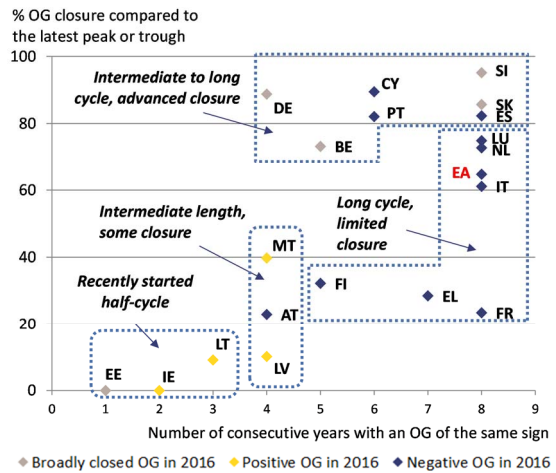 % OG closure compared to
the latest peak or trough
100
80
60
40
20
0
0
1
2
3
4
5
6
7
8
9
Intermediate to long
cycle, advanced closure
DE
BE
CY
PT
SI
SK
ES
LU
NL
EA
IT
Long cycle,
limited
closure
Intermediate length,
some closure
MT
AT
LV
FI
EL
FR
Recently started
half-cycle
EE
IE
LT
Number of consecutive years with an OG of the same sign
Broadly closed OG in 2016
Positive OG in 2016
Negative OG in 2016